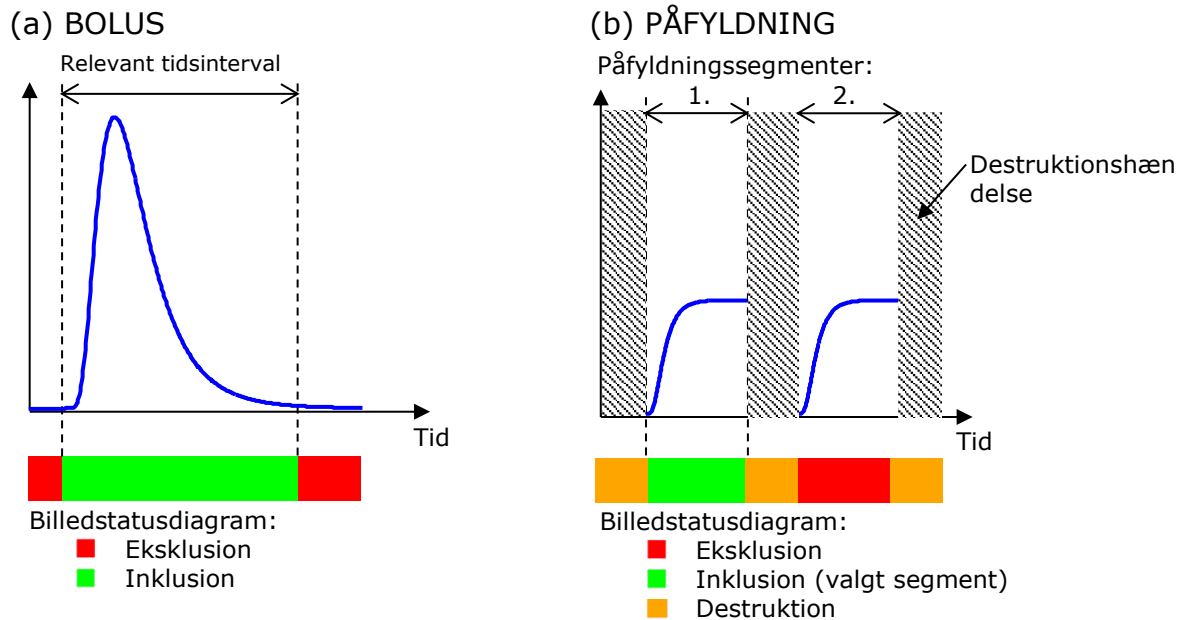 (a) BOLUS
Relevant tidsinterval
Tid
Billedstatusdiagram:
Eksklusion
Inklusion
(b) PÅFYLDNING
Påfyldningssegmenter:
1.
2.
Destruktionshæn
delse
Tid
Billedstatusdiagram:
Eksklusion
Inklusion (valgt segment)
Destruktion